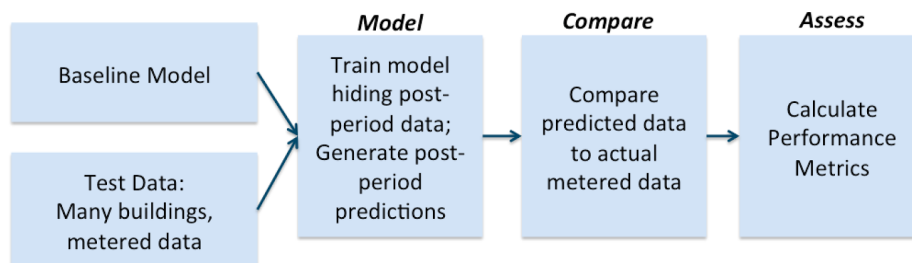 Model
Compare
Assess
Baseline Model
Test Data:
Many buildings,
metered data
Train model
hiding post-
period data;
Generate post-
period
predictions
Compare
predicted data
to actual
metered data
Calculate
Performance
Metrics